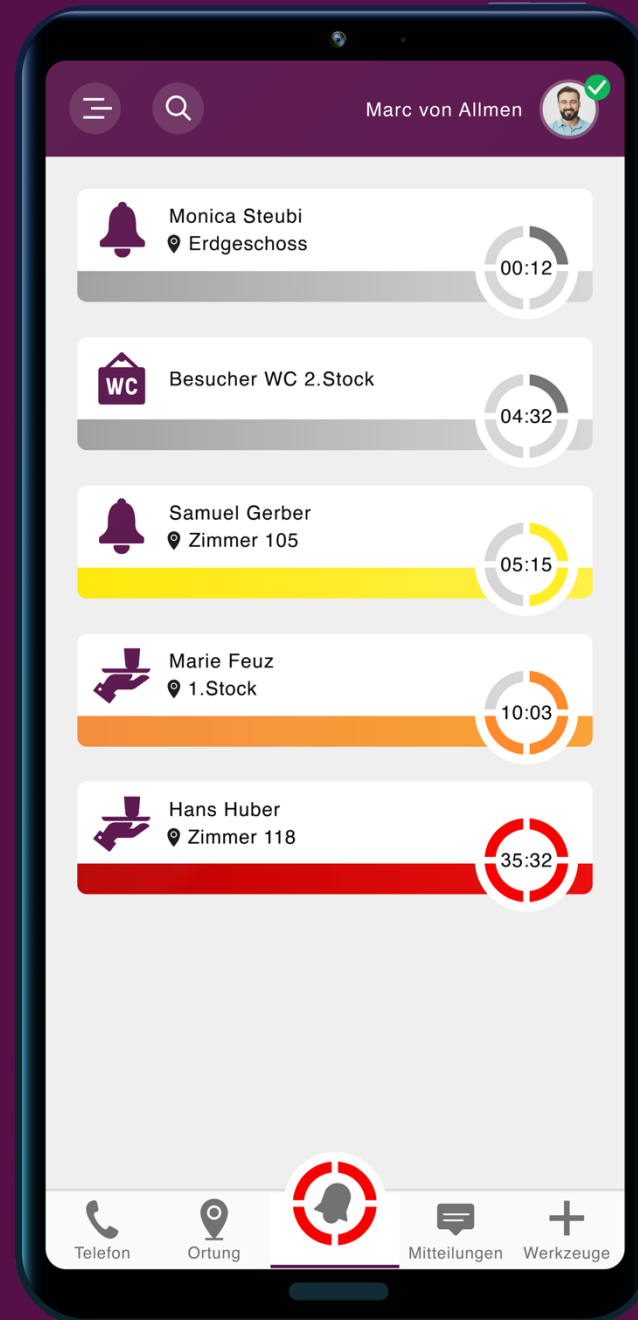 Marc von Allmen
Monica Steubi
Erdgeschoss
00:12
WC
Besucher WC 2.Stock
04:32
Samuel Gerber
Zimmer 105
05:15
Marie Feuz
1.Stock
10:03
Hans Huber
Zimmer 118
35:32
Telefon
Ortung
Mitteilungen
Werkzeuge